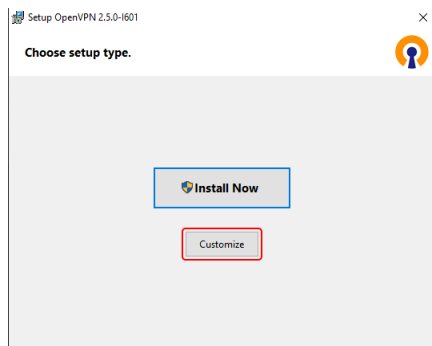 Setup OpenVPN 2.5.0-I601
Choose setup type.
Install Now
Customize